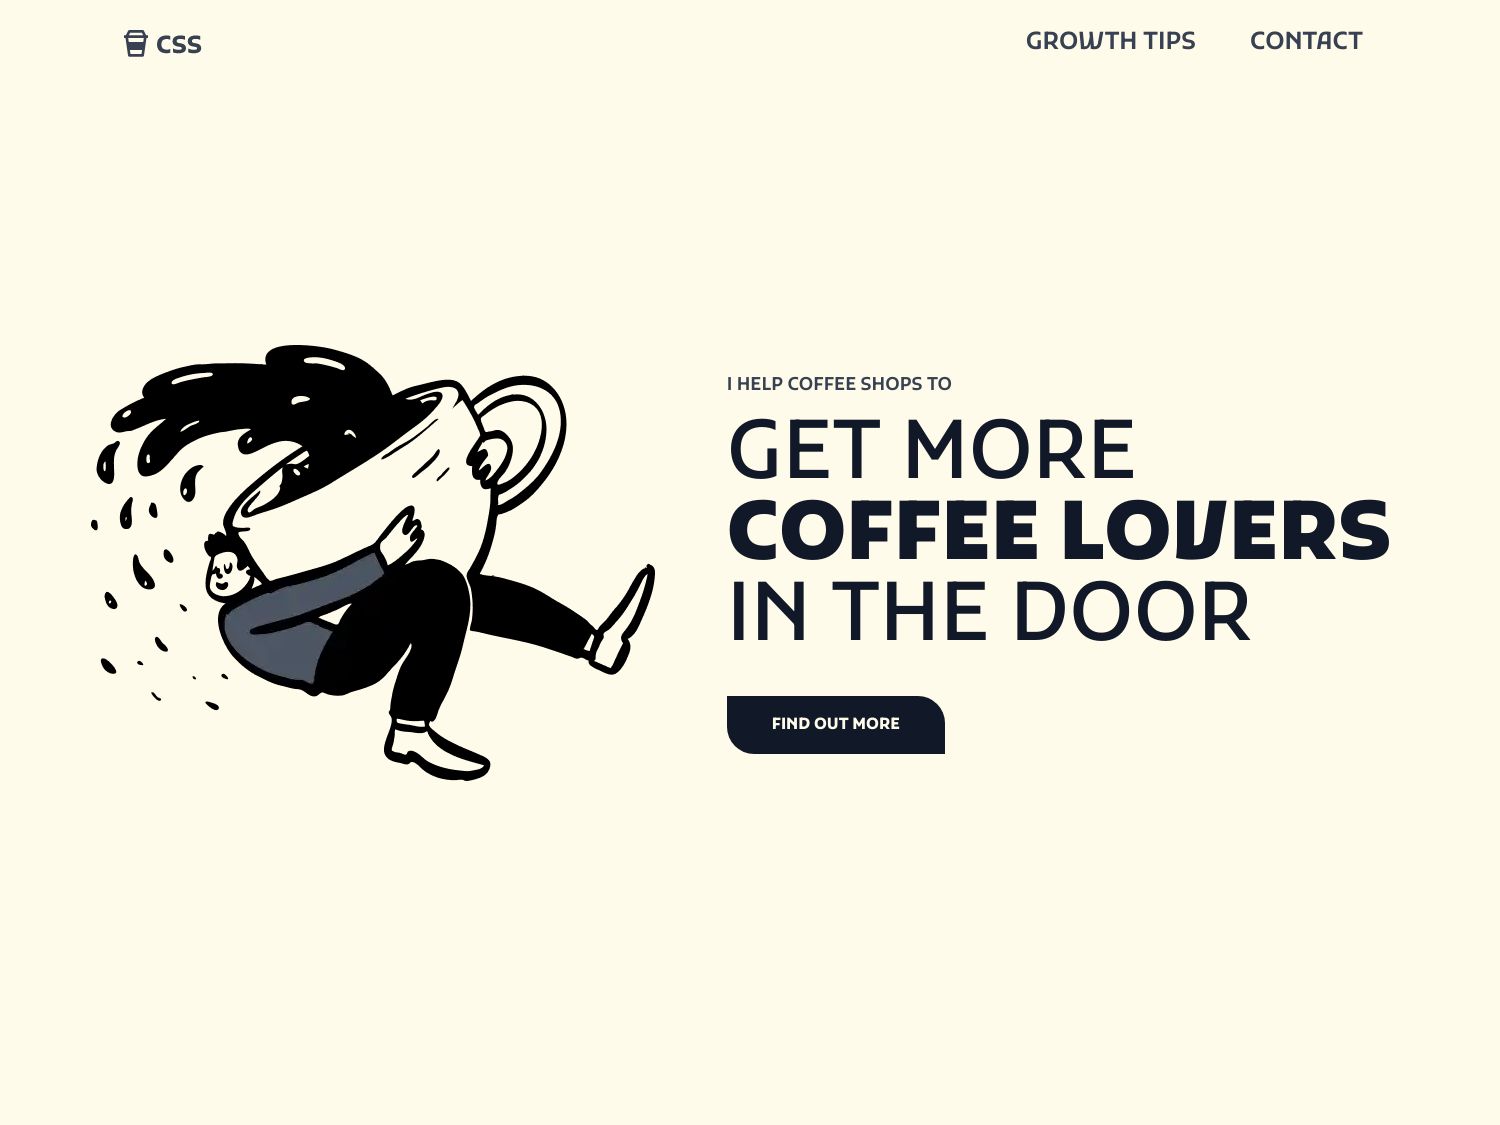 CSS
GROWTH TIPS
CONTACT
I HELP COFFEE SHOPS TO
GET MORE
COFFEE LOVERS
IN THE DOOR
FIND OUT MORE